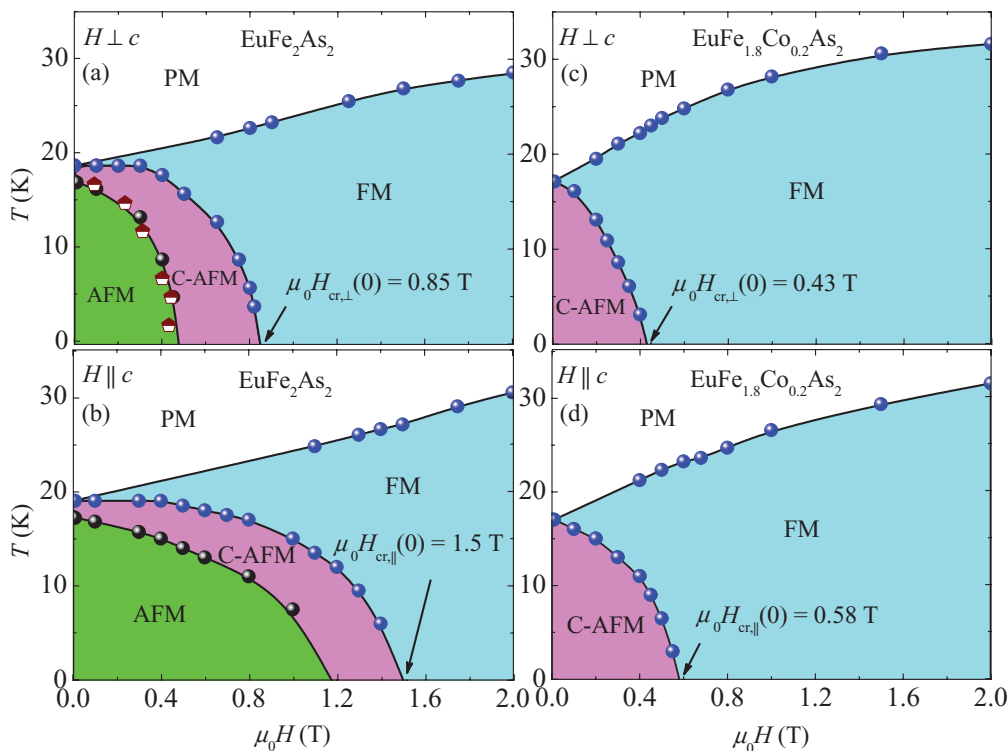 H ⊥ c
EuFe₂As₂
(a)
PM
FM
C-AFM
AFM
μ₀H_cr,⊥(0) = 0.85 T
T (K)
30
20
10
0
H ⊥ c
EuFe₁.₈Co₀.₂As₂
(c)
PM
FM
C-AFM
μ₀H_cr,⊥(0) = 0.43 T
30
20
10
0
H ∥ c
EuFe₂As₂
(b)
PM
FM
C-AFM
μ₀H_cr,∥(0) = 1.5 T
AFM
T (K)
30
20
10
0
0.0 0.4 0.8 1.2 1.6 2.0
μ₀H (T)
H ∥ c
EuFe₁.₈Co₀.₂As₂
(d)
PM
FM
C-AFM
μ₀H_cr,∥(0) = 0.58 T
30
20
10
0
0.0 0.4 0.8 1.2 1.6 2.0
μ₀H (T)